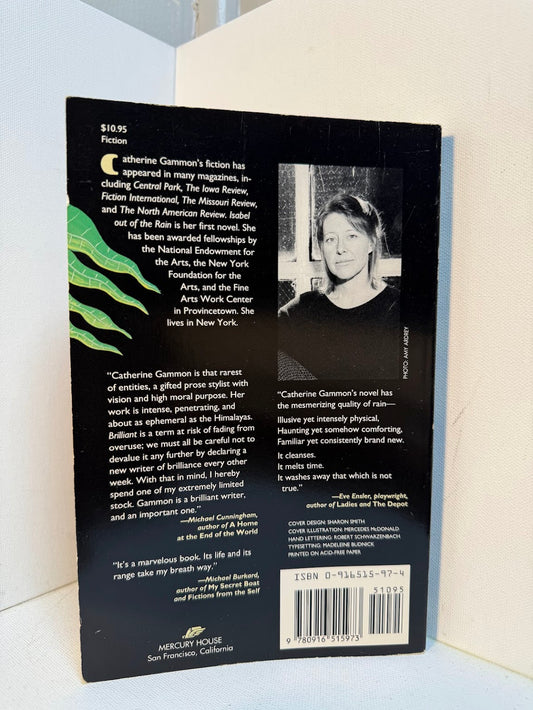 $10.95
Fiction
Catherine Gammon's fiction has
appeared in many magazines, in-
cluding Central Park, The Iowa Review,
Fiction International, The Missouri Review,
and The North American Review. Isabel
out of the Rain is her first novel. She
has been awarded fellowships by
the National Endowment for
the Arts, the New York
Foundation for the
Arts, and the Fine
Arts Work Center
in Provincetown. She
lives in New York.
PHOTO: AMY ARDREY
"Catherine Gammon is that rarest
of entities, a gifted prose stylist with
vision and high moral purpose. Her
work is intense, penetrating, and
about as ephemeral as the Himalayas.
Brilliant is a term at risk of fading from
overuse; we must all be careful not to
devalue it any further by declaring a
new writer of brilliance every other
week. With that in mind, I hereby
spend one of my extremely limited
stock. Gammon is a brilliant writer,
and an important one."
—Michael Cunningham,
author of A Home
at the End of the World
"It's a marvelous book. Its life and its
range take my breath way."
—Michael Burkard,
author of My Secret Boat
and Fictions from the Self
MERCURY HOUSE
San Francisco, California
"Catherine Gammon's novel has
the mesmerizing quality of rain—
Illusive yet intensely physical,
Haunting yet somehow comforting,
Familiar yet consistently brand new.
It cleanses.
It melts time.
It washes away that which is not
true."
—Eve Ensler, playwright,
author of Ladies and The Depot
COVER DESIGN: SHARON SMITH
COVER ILLUSTRATION: MERCEDES McDONALD
HAND LETTERING: ROBERT SCHWARZENBACH
TYPESETTING: MADELEINE BUDNICK
PRINTED ON ACID-FREE PAPER
ISBN 0-916515-97-4
51095
9 780916 515973